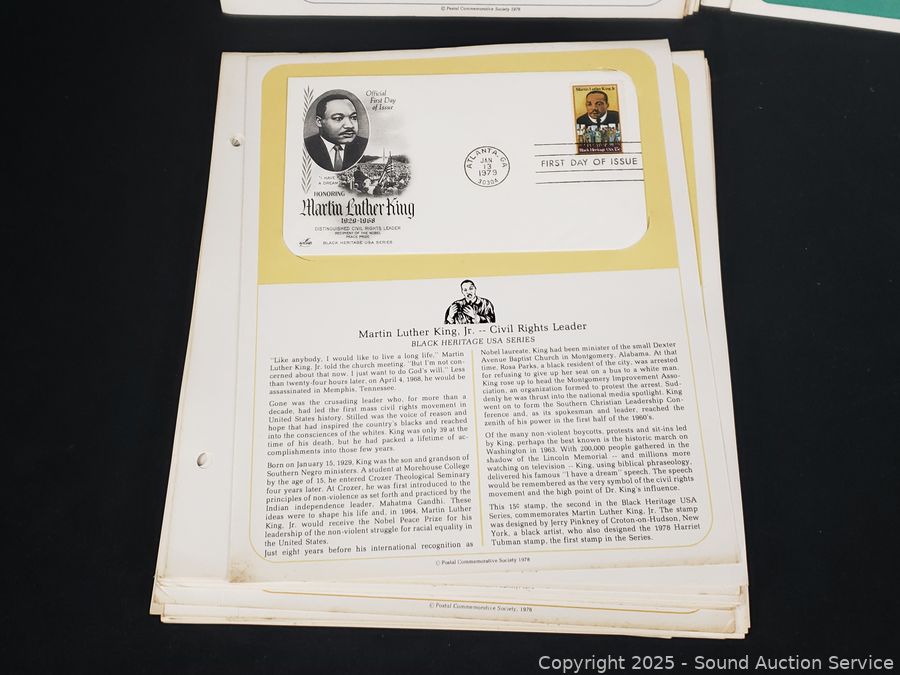 © Postal Commemorative Society 1978
Official
First Day
of Issue
"I HAVE
A DREAM
HONORING
Martin Luther King
1929-1968
DISTINGUISHED CIVIL RIGHTS LEADER
RECIPIENT OF THE NOBEL
PEACE PRIZE
BLACK HERITAGE USA SERIES
ATLANTA, GA
JAN
13
1979
30304
Martin Luther King Jr.
Black Heritage USA 15c
FIRST DAY OF ISSUE
Martin Luther King, Jr. -- Civil Rights Leader
BLACK HERITAGE USA SERIES
"Like anybody, I would like to live a long life," Martin
Luther King, Jr. told the church meeting. "But I'm not con-
cerned about that now. I just want to do God's will." Less
than twenty-four hours later, on April 4, 1968, he would be
assassinated in Memphis, Tennessee.
Gone was the crusading leader who, for more than a
decade, had led the first mass civil rights movement in
United States history. Stilled was the voice of reason and
hope that had inspired the country's blacks and reached
into the consciences of the whites. King was only 39 at the
time of his death, but he had packed a lifetime of ac-
complishments into those few years.
Born on January 15, 1929, King was the son and grandson of
Southern Negro ministers. A student at Morehouse College
by the age of 15, he entered Crozer Theological Seminary
four years later. At Crozer, he was first introduced to the
principles of non-violence as set forth and practiced by the
Indian independence leader, Mahatma Gandhi. These
ideas were to shape his life and, in 1964, Martin Luther
King, Jr. would receive the Nobel Peace Prize for his
leadership of the non-violent struggle for racial equality in
the United States.
Just eight years before his international recognition as
Nobel laureate, King had been minister of the small Dexter
Avenue Baptist Church in Montgomery, Alabama. At that
time, Rosa Parks, a black resident of the city, was arrested
for refusing to give up her seat on a bus to a white man.
King rose up to head the Montgomery Improvement Asso-
ciation, an organization formed to protest the arrest. Sud-
denly he was thrust into the national media spotlight. King
went on to form the Southern Christian Leadership Con-
ference and, as its spokesman and leader, reached the
zenith of his power in the first half of the 1960's.
Of the many non-violent boycotts, protests and sit-ins led
by King, perhaps the best known is the historic march on
Washington in 1963. With 200,000 people gathered in the
shadow of the Lincoln Memorial -- and millions more
watching on television -- King, using biblical phraseology,
delivered his famous "I have a dream" speech. The speech
would be remembered as the very symbol of the civil rights
movement and the high point of Dr. King's influence.
This 15¢ stamp, the second in the Black Heritage USA
Series, commemorates Martin Luther King, Jr. The stamp
was designed by Jerry Pinkney of Croton-on-Hudson, New
York, a black artist, who also designed the 1978 Harriet
Tubman stamp, the first stamp in the Series.
© Postal Commemorative Society 1978
© Postal Commemorative Society, 1978
Copyright 2025 - Sound Auction Service